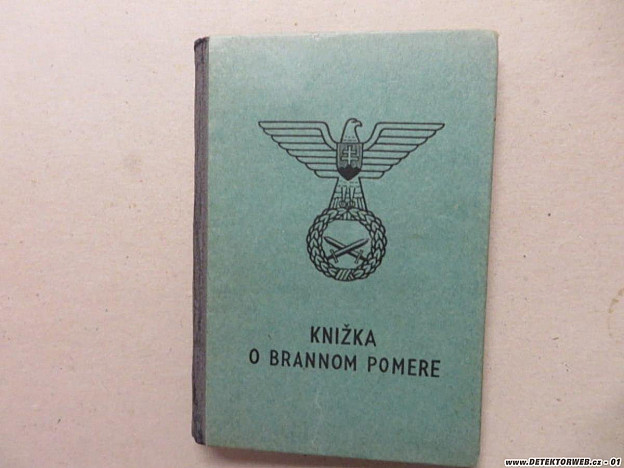 KNIŽKA
O BRANNOM POMERE
www.DETEKTORWEB.cz - 01